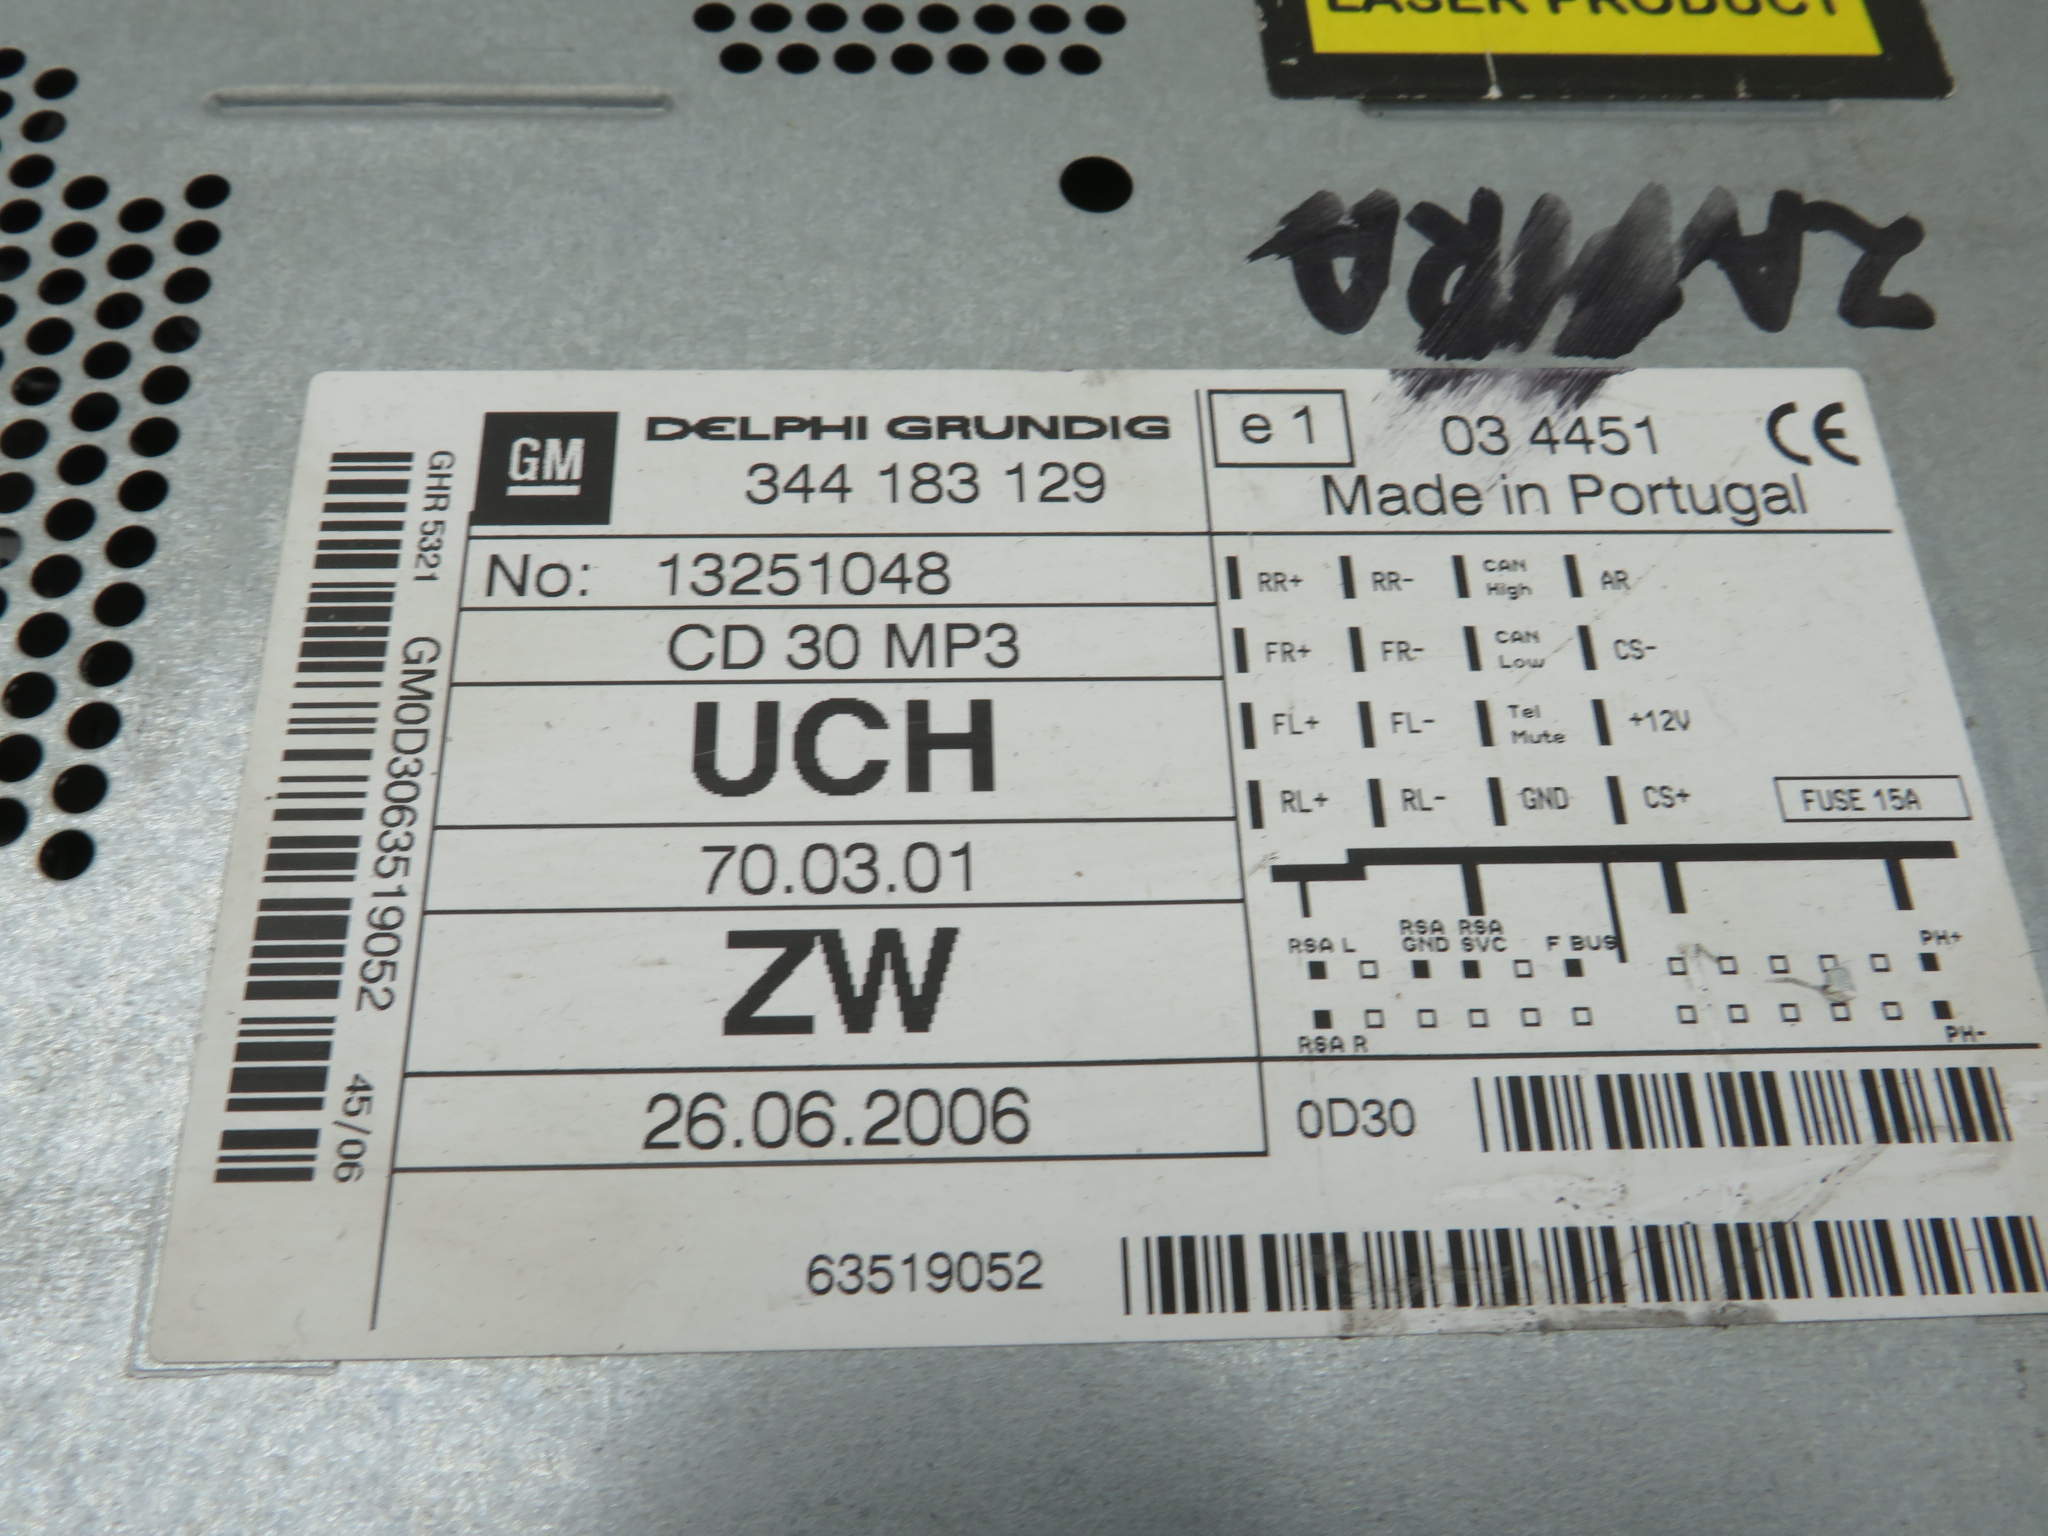 LASER PRODUCT
GM
DELPHI GRUNDIG
344 183 129
e 1
03 4451
CE
Made in Portugal
No: 13251048
CD 30 MP3
UCH
70.03.01
ZW
26.06.2006
RR+ RR- CAN High AR
FR+ FR- CAN Low CS-
FL+ FL- Tel Mute +12V
RL+ RL- GND CS+
FUSE 15A
RSA L RSA GND RSA SVC F BUS PH+
RSA R PH-
0D30
63519052
GHR 5321 GM0D3063519052 45/06